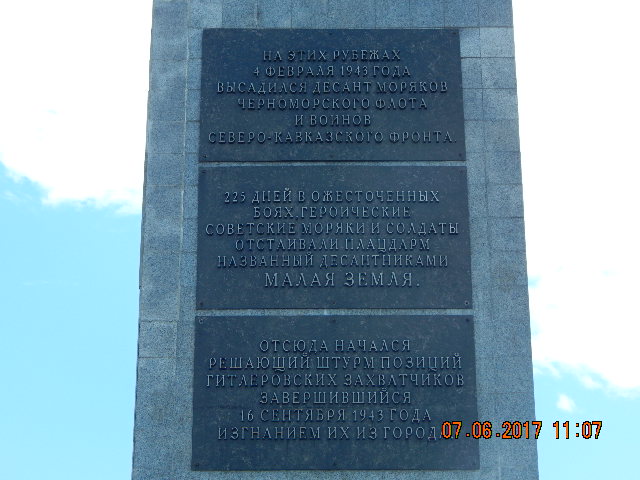 НА ЭТИХ РУБЕЖАХ
4 ФЕВРАЛЯ 1943 ГОДА
ВЫСАДИЛСЯ ДЕСАНТ МОРЯКОВ
ЧЕРНОМОРСКОГО ФЛОТА
И ВОИНОВ
СЕВЕРО-КАВКАЗСКОГО ФРОНТА.
225 ДНЕЙ В ОЖЕСТОЧЕННЫХ
БОЯХ, ГЕРОИЧЕСКИЕ
СОВЕТСКИЕ МОРЯКИ И СОЛДАТЫ
ОТСТАИВАЛИ ПЛАЦДАРМ
НАЗВАННЫЙ ДЕСАНТНИКАМИ
МАЛАЯ ЗЕМЛЯ.
ОТСЮДА НАЧАЛСЯ
РЕШАЮЩИЙ ШТУРМ ПОЗИЦИЙ
ГИТЛЕРОВСКИХ ЗАХВАТЧИКОВ
ЗАВЕРШИВШИЙСЯ
16 СЕНТЯБРЯ 1943 ГОДА
ИЗГНАНИЕМ ИХ ИЗ ГОРОДА
07.06.2017 11:07